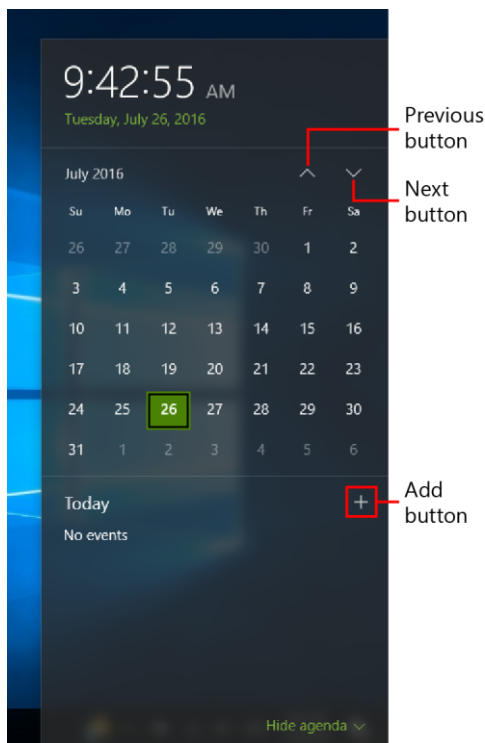 9:42:55 AM
Tuesday, July 26, 2016
Previous
button
July 2016
Next
button
Su Mo Tu We Th Fr Sa
26 27 28 29 30 1 2
3 4 5 6 7 8 9
10 11 12 13 14 15 16
17 18 19 20 21 22 23
24 25 26 27 28 29 30
31 1 2 3 4 5 6
Today
Add
button
No events
Hide agenda